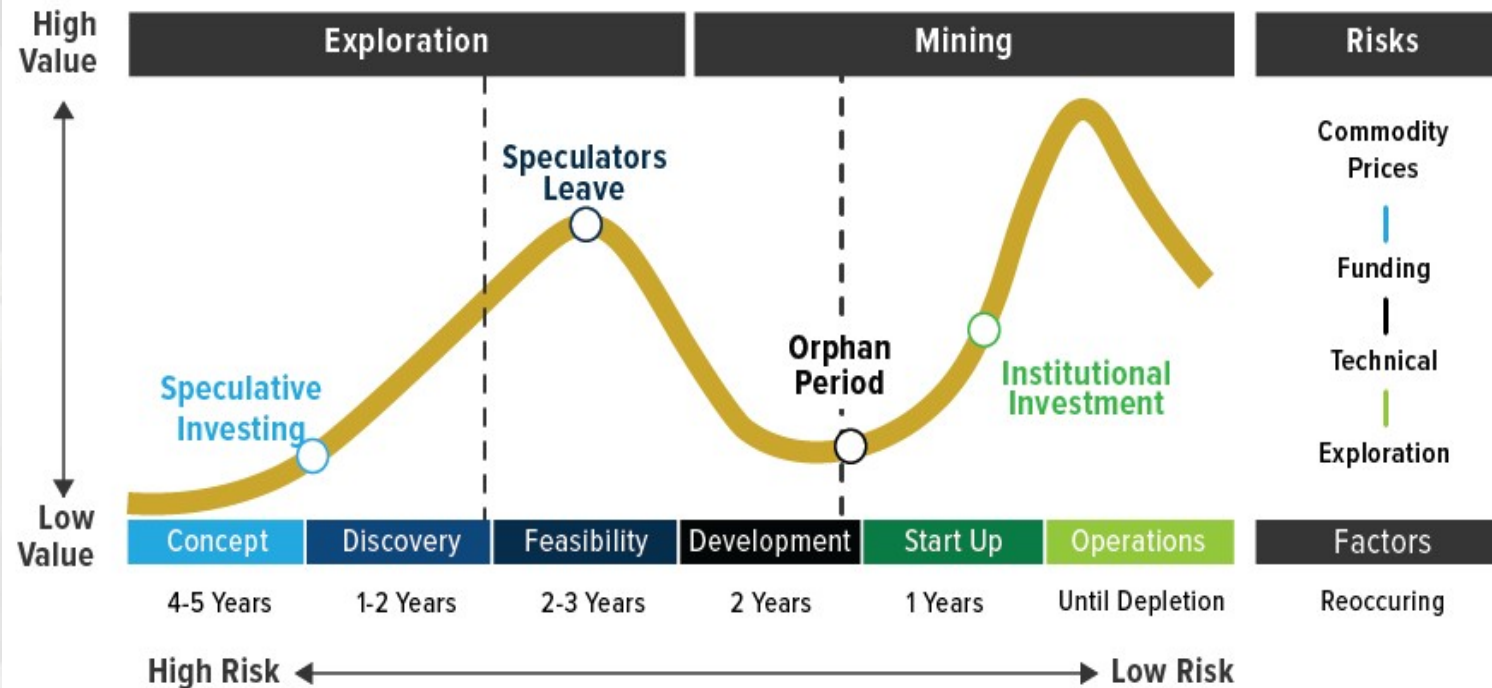 High
Value
Exploration
Mining
Risks
Speculators
Leave
Commodity
Prices
Funding
Orphan
Period
Technical
Institutional
Investment
Speculative
Investing
Exploration
Low
Value
Concept
Discovery
Feasibility
Development
Start Up
Operations
Factors
4-5 Years
1-2 Years
2-3 Years
2 Years
1 Years
Until Depletion
Reoccuring
High Risk
Low Risk